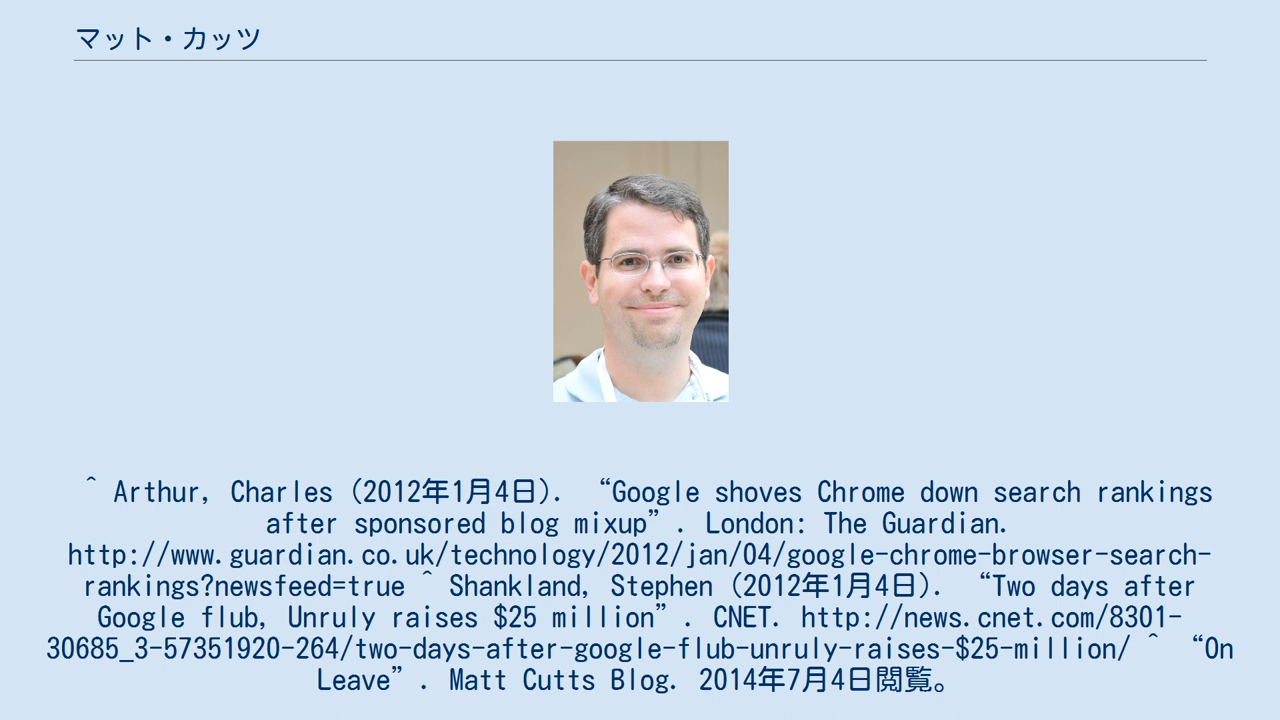 マット・カッツ
^ Arthur, Charles (2012年1月4日). “Google shoves Chrome down search rankings
after sponsored blog mixup”. London: The Guardian.
http://www.guardian.co.uk/technology/2012/jan/04/google-chrome-browser-search-
rankings?newsfeed=true ^ Shankland, Stephen (2012年1月4日). “Two days after
Google flub, Unruly raises $25 million”. CNET. http://news.cnet.com/8301-
30685_3-57351920-264/two-days-after-google-flub-unruly-raises-$25-million/ ^ “On
Leave”. Matt Cutts Blog. 2014年7月4日閲覧。